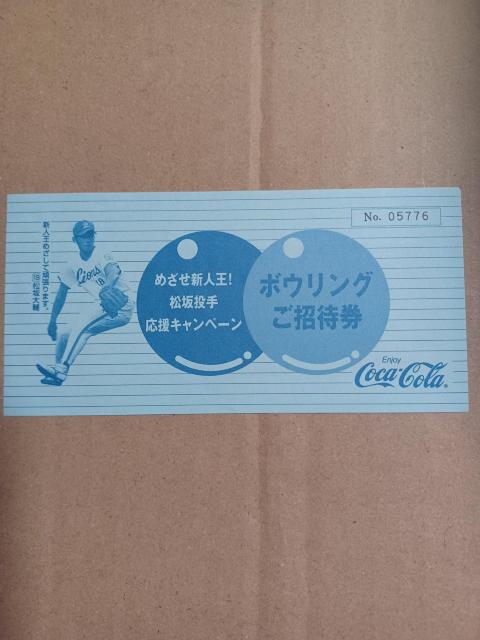 No. 05776
新人王めざして頑張ります。
18 松坂大輔
Lions
18
めざせ新人王!
松坂投手
応援キャンペーン
ボウリング
ご招待券
Enjoy
Coca-Cola®